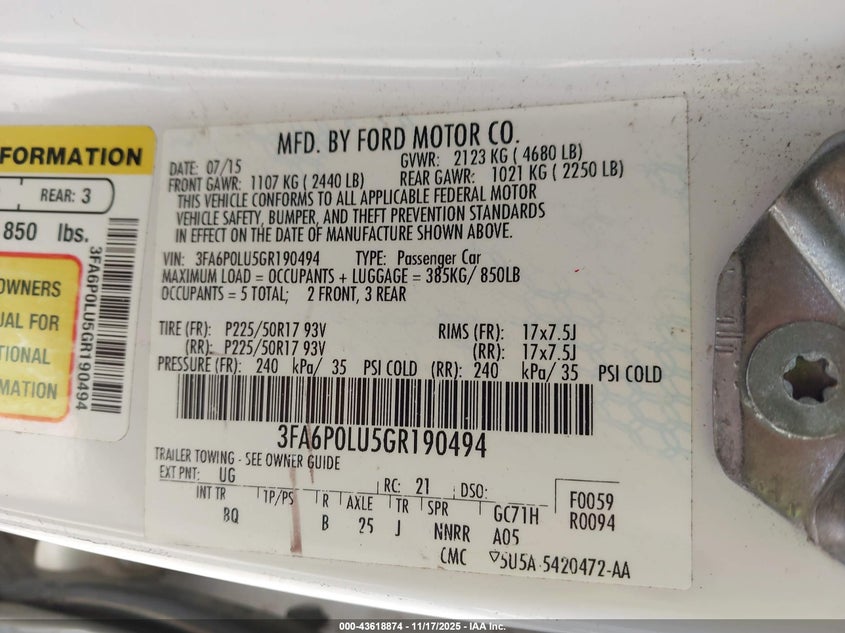 MFD. BY FORD MOTOR CO.
DATE: 07/15 GVWR: 2123 KG ( 4680 LB)
FRONT GAWR: 1107 KG ( 2440 LB) REAR GAWR: 1021 KG ( 2250 LB)
THIS VEHICLE CONFORMS TO ALL APPLICABLE FEDERAL MOTOR
VEHICLE SAFETY, BUMPER, AND THEFT PREVENTION STANDARDS
IN EFFECT ON THE DATE OF MANUFACTURE SHOWN ABOVE.
VIN: 3FA6P0LU5GR190494 TYPE: Passenger Car
MAXIMUM LOAD = OCCUPANTS + LUGGAGE = 385KG/ 850LB
OCCUPANTS = 5 TOTAL; 2 FRONT, 3 REAR
TIRE (FR): P225/50R17 93V RIMS (FR): 17x7.5J
(RR): P225/50R17 93V (RR): 17x7.5J
PRESSURE (FR): 240 kPa/ 35 PSI COLD (RR): 240 kPa/ 35 PSI COLD
3FA6P0LU5GR190494
TRAILER TOWING - SEE OWNER GUIDE
EXT PNT: UG RC: 21 DSO:
INT TR TP/PS R AXLE TR SPR GC71H F0059
BQ B 25 J NNRR A05 R0094
CMC 5U5A 5420472-AA
FORMATION
REAR: 3
850 lbs.
OWNERS
UAL FOR
TIONAL
MATION
3FA6P0LU5GR190494
000-43618874 - 11/17/2025 - IAA Inc.